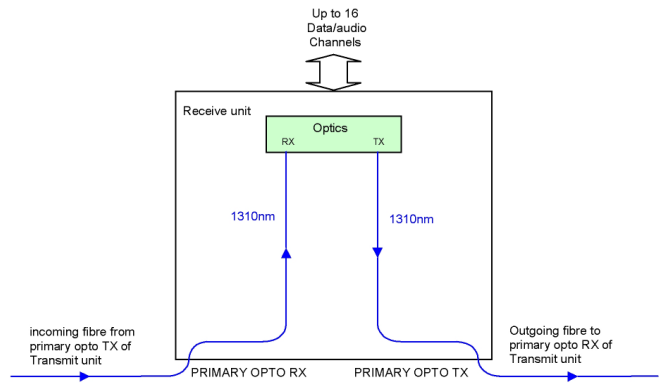 Up to 16
Data/audio
Channels
Receive unit
Optics
RX
TX
1310nm
1310nm
incoming fibre from
primary opto TX of
Transmit unit
Outgoing fibre to
primary opto RX of
Transmit unit
PRIMARY OPTO RX
PRIMARY OPTO TX